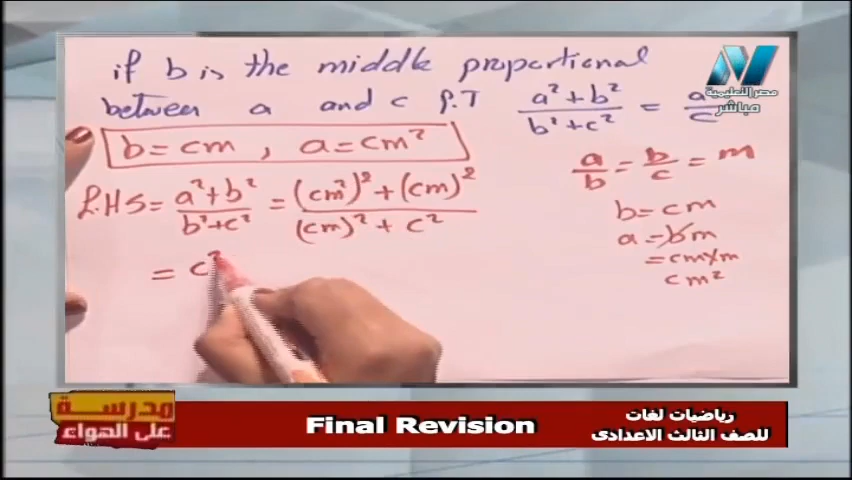 if b is the middle proportional
between a and c P.T a² + b² / b² + c² = a / c
b = cm , a = cm²
a / b = b / c = m
L.HS = a² + b² / b² + c² = (cm²)² + (cm)² / (cm)² + c²
b = cm
a = bm
= cm×m
cm²
= c²
مصر التعليمية
مباشر
مدرسة
على الهواء
Final Revision
رياضيات لغات
للصف الثالث الاعدادى